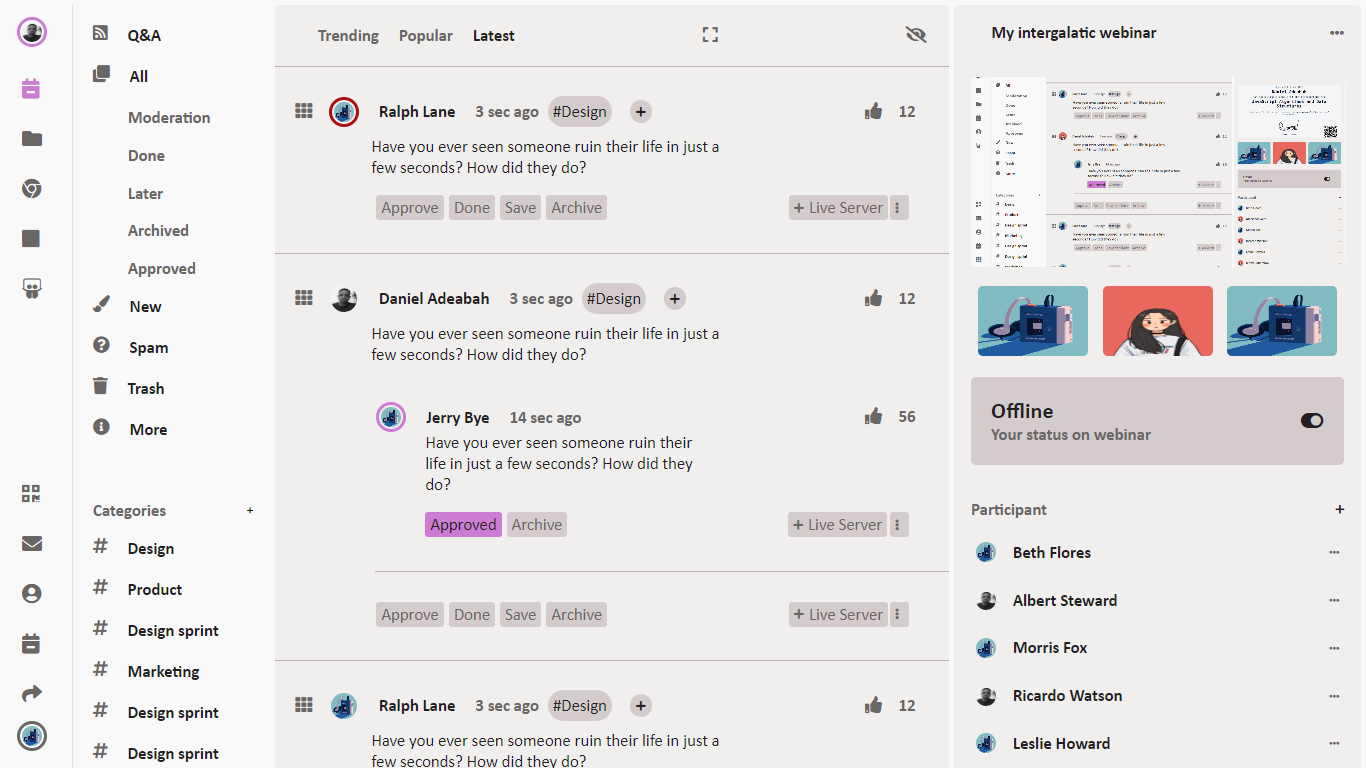 Q&A
All
Moderation
Done
Later
Archived
Approved
New
Spam
Trash
More
Categories +
# Design
# Product
# Design sprint
# Marketing
# Design sprint
# Design sprint
Trending Popular Latest
Ralph Lane 3 sec ago #Design + 12
Have you ever seen someone ruin their life in just a
few seconds? How did they do?
Approve Done Save Archive + Live Server
Daniel Adeabah 3 sec ago #Design + 12
Have you ever seen someone ruin their life in just a
few seconds? How did they do?
Jerry Bye 14 sec ago 56
Have you ever seen someone ruin their
life in just a few seconds? How did they
do?
Approved Archive + Live Server
Approve Done Save Archive + Live Server
Ralph Lane 3 sec ago #Design + 12
Have you ever seen someone ruin their life in just a
few seconds? How did they do?
My intergalatic webinar
Offline
Your status on webinar
Participant +
Beth Flores
Albert Steward
Morris Fox
Ricardo Watson
Leslie Howard